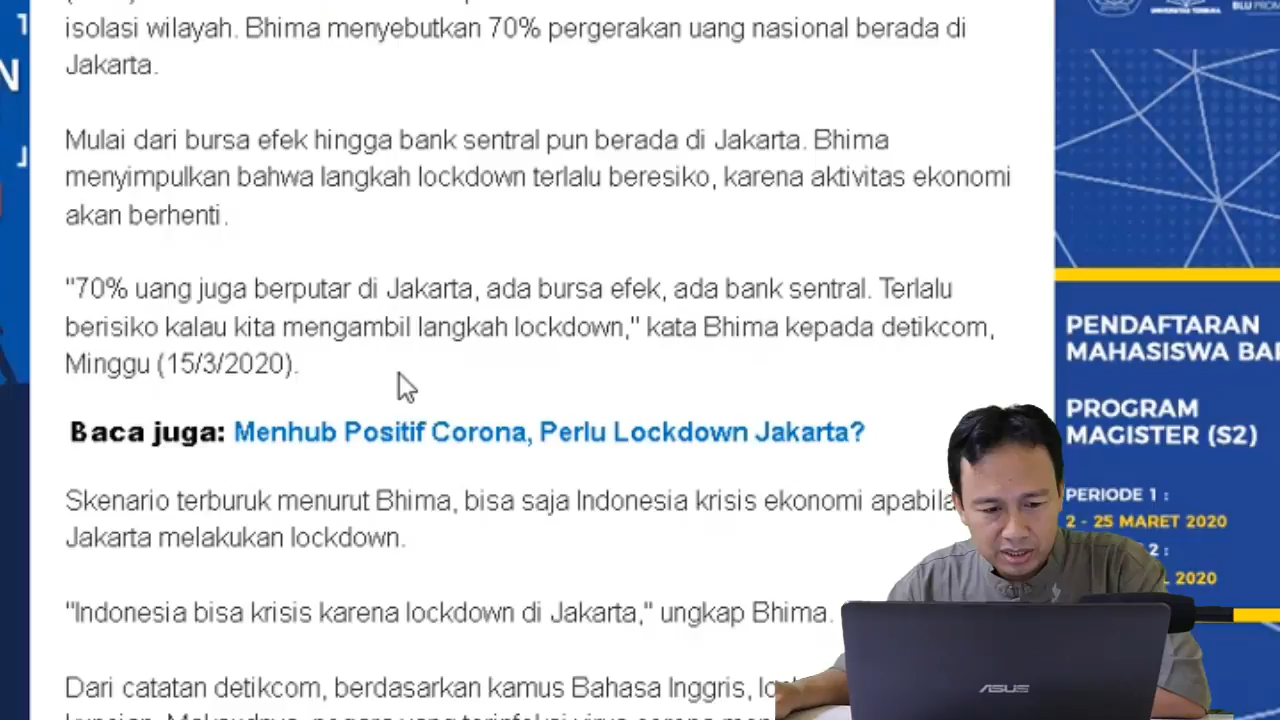 isolasi wilayah. Bhima menyebutkan 70% pergerakan uang nasional berada di
Jakarta.
Mulai dari bursa efek hingga bank sentral pun berada di Jakarta. Bhima
menyimpulkan bahwa langkah lockdown terlalu beresiko, karena aktivitas ekonomi
akan berhenti.
"70% uang juga berputar di Jakarta, ada bursa efek, ada bank sentral. Terlalu
berisiko kalau kita mengambil langkah lockdown," kata Bhima kepada detikcom,
Minggu (15/3/2020).
Baca juga: Menhub Positif Corona, Perlu Lockdown Jakarta?
Skenario terburuk menurut Bhima, bisa saja Indonesia krisis ekonomi apabila
Jakarta melakukan lockdown.
"Indonesia bisa krisis karena lockdown di Jakarta," ungkap Bhima.
Dari catatan detikcom, berdasarkan kamus Bahasa Inggris,
UNIVERSITAS TERBUKA
BLU
PENDAFTARAN
MAHASISWA
PROGRAM
MAGISTER (S2)
PERIODE 1 :
2 - 25 MARET 2020
2 :
2020
ASUS